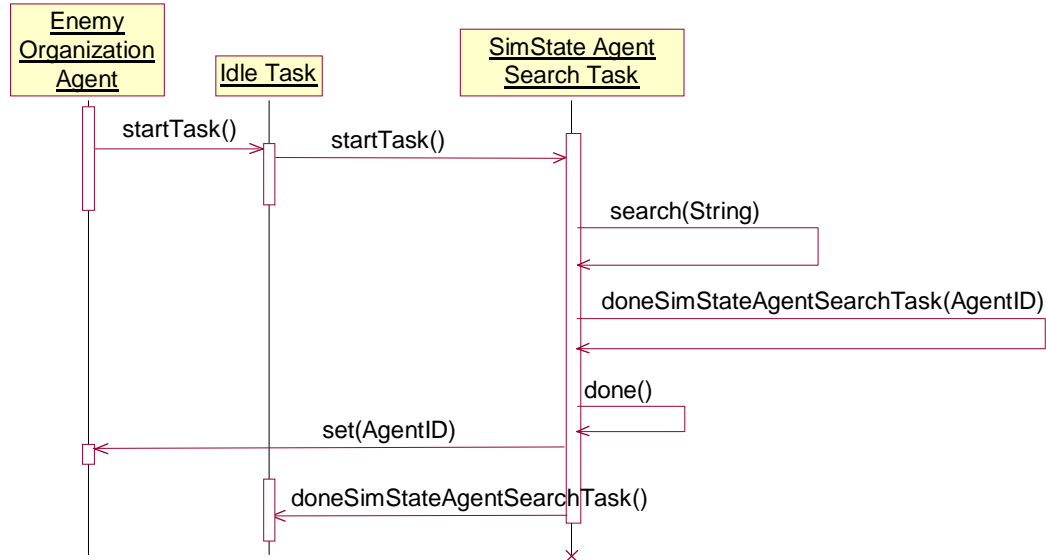 Enemy
Organization
Agent
Idle Task
SimState Agent
Search Task
startTask()
startTask()
search(String)
doneSimStateAgentSearchTask(AgentID)
done()
set(AgentID)
doneSimStateAgentSearchTask()